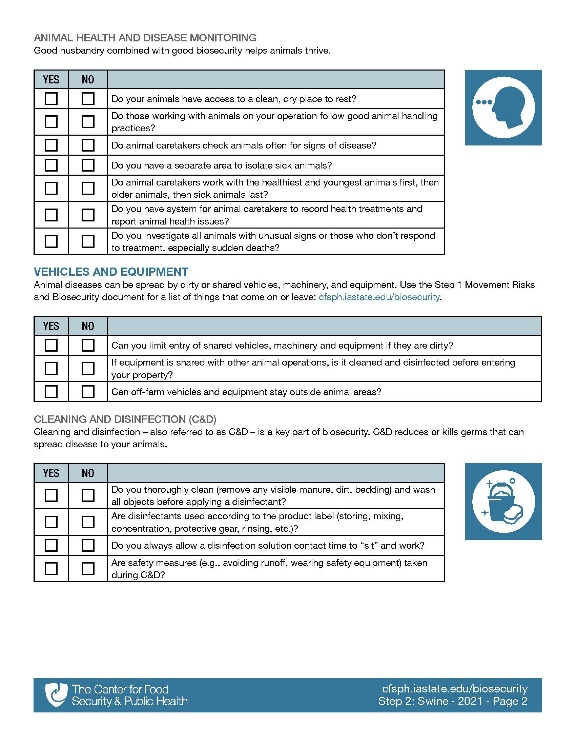 ANIMAL HEALTH AND DISEASE MONITORING
Good husbandry combined with good biosecurity helps animals thrive.
YES NO
Do your animals have access to a clean, dry place to rest?
Do those working with animals on your operation follow good animal handling
practices?
Do animal caretakers check animals often for signs of disease?
Do you have a separate area to isolate sick animals?
Do animal caretakers work with the healthiest and youngest animals first, then
older animals, then sick animals last?
Do you have system for animal caretakers to record health treatments and
report animal health issues?
Do you investigate all animals with unusual signs or those who don't respond
to treatment, especially sudden deaths?
VEHICLES AND EQUIPMENT
Animal diseases can be spread by dirty or shared vehicles, machinery, and equipment. Use the Step 1 Movement Risks
and Biosecurity document for a list of things that come on or leave: cfsph.iastate.edu/biosecurity.
YES NO
Can you limit entry of shared vehicles, machinery and equipment if they are dirty?
If equipment is shared with other animal operations, is it cleaned and disinfected before entering
your property?
Can off-farm vehicles and equipment stay outside animal areas?
CLEANING AND DISINFECTION (C&D)
Cleaning and disinfection – also referred to as C&D – is a key part of biosecurity. C&D reduces or kills germs that can
spread disease to your animals.
YES NO
Do you thoroughly clean (remove any visible manure, dirt, bedding) and wash
all objects before applying a disinfectant?
Are disinfectants used according to the product label (storing, mixing,
concentration, protective gear, rinsing, etc.)?
Do you always allow a disinfection solution contact time to "sit" and work?
Are safety measures (e.g., avoiding runoff, wearing safety equipment) taken
during C&D?
The Center for Food
Security & Public Health
cfsph.iastate.edu/biosecurity
Step 2: Swine - 2021 - Page 2